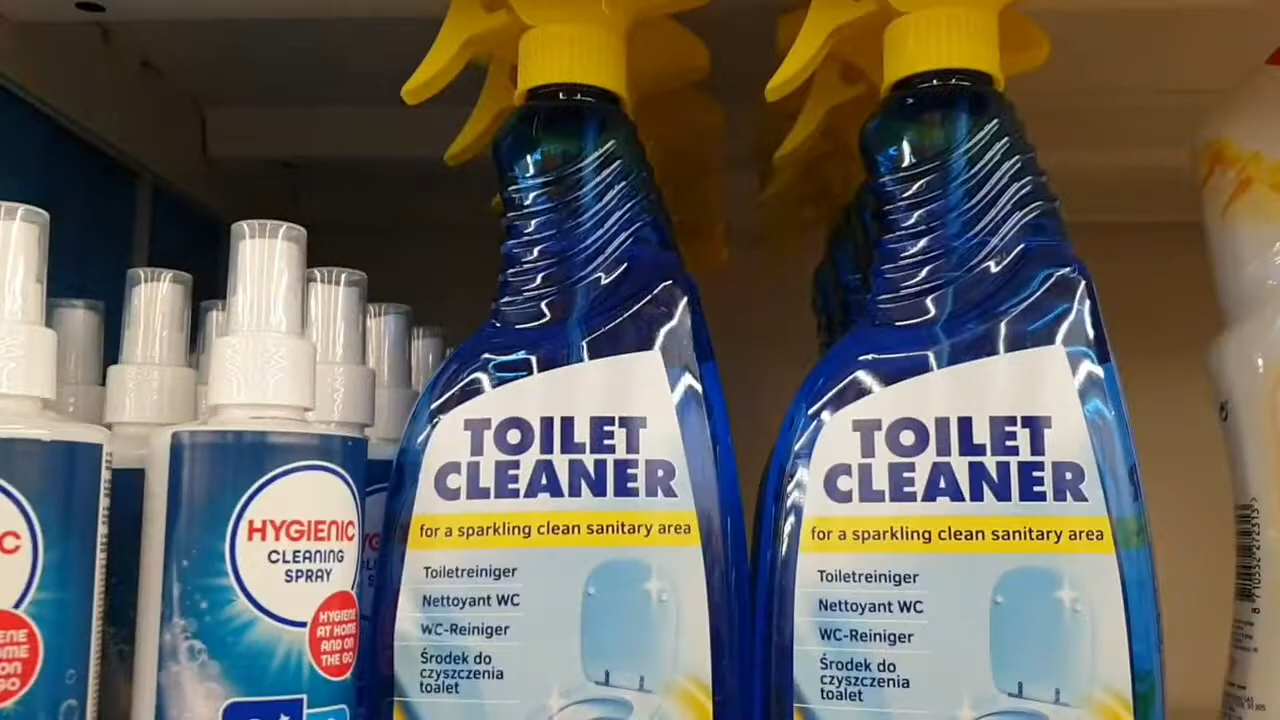 HYGIENIC
CLEANING
SPRAY
HYGIENE
AT HOME
AND ON
THE GO
TOILET
CLEANER
for a sparkling clean sanitary area
Toiletreiniger
Nettoyant WC
WC-Reiniger
Środek do
czyszczenia
toalet
TOILET
CLEANER
for a sparkling clean sanitary area
Toiletreiniger
Nettoyant WC
WC-Reiniger
Środek do
czyszczenia
toalet